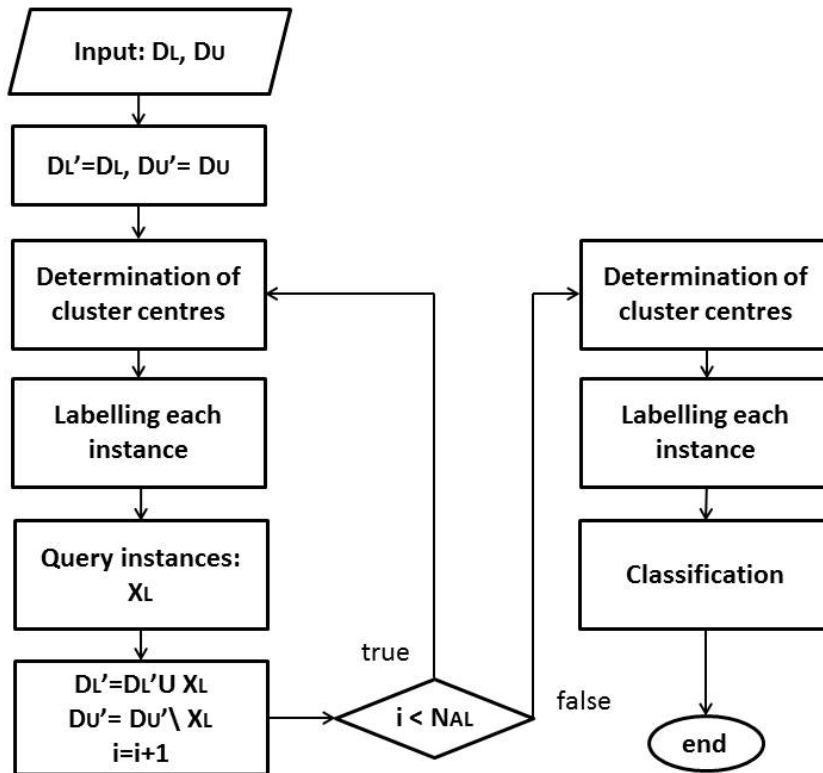 Input: DL, DU
DL’=DL, DU’= DU
Determination of
cluster centres
Labelling each
instance
Query instances:
XL
DL’=DL’U XL
DU’= DU’\ XL
i=i+1
true
i < NAL
false
Determination of
cluster centres
Labelling each
instance
Classification
end